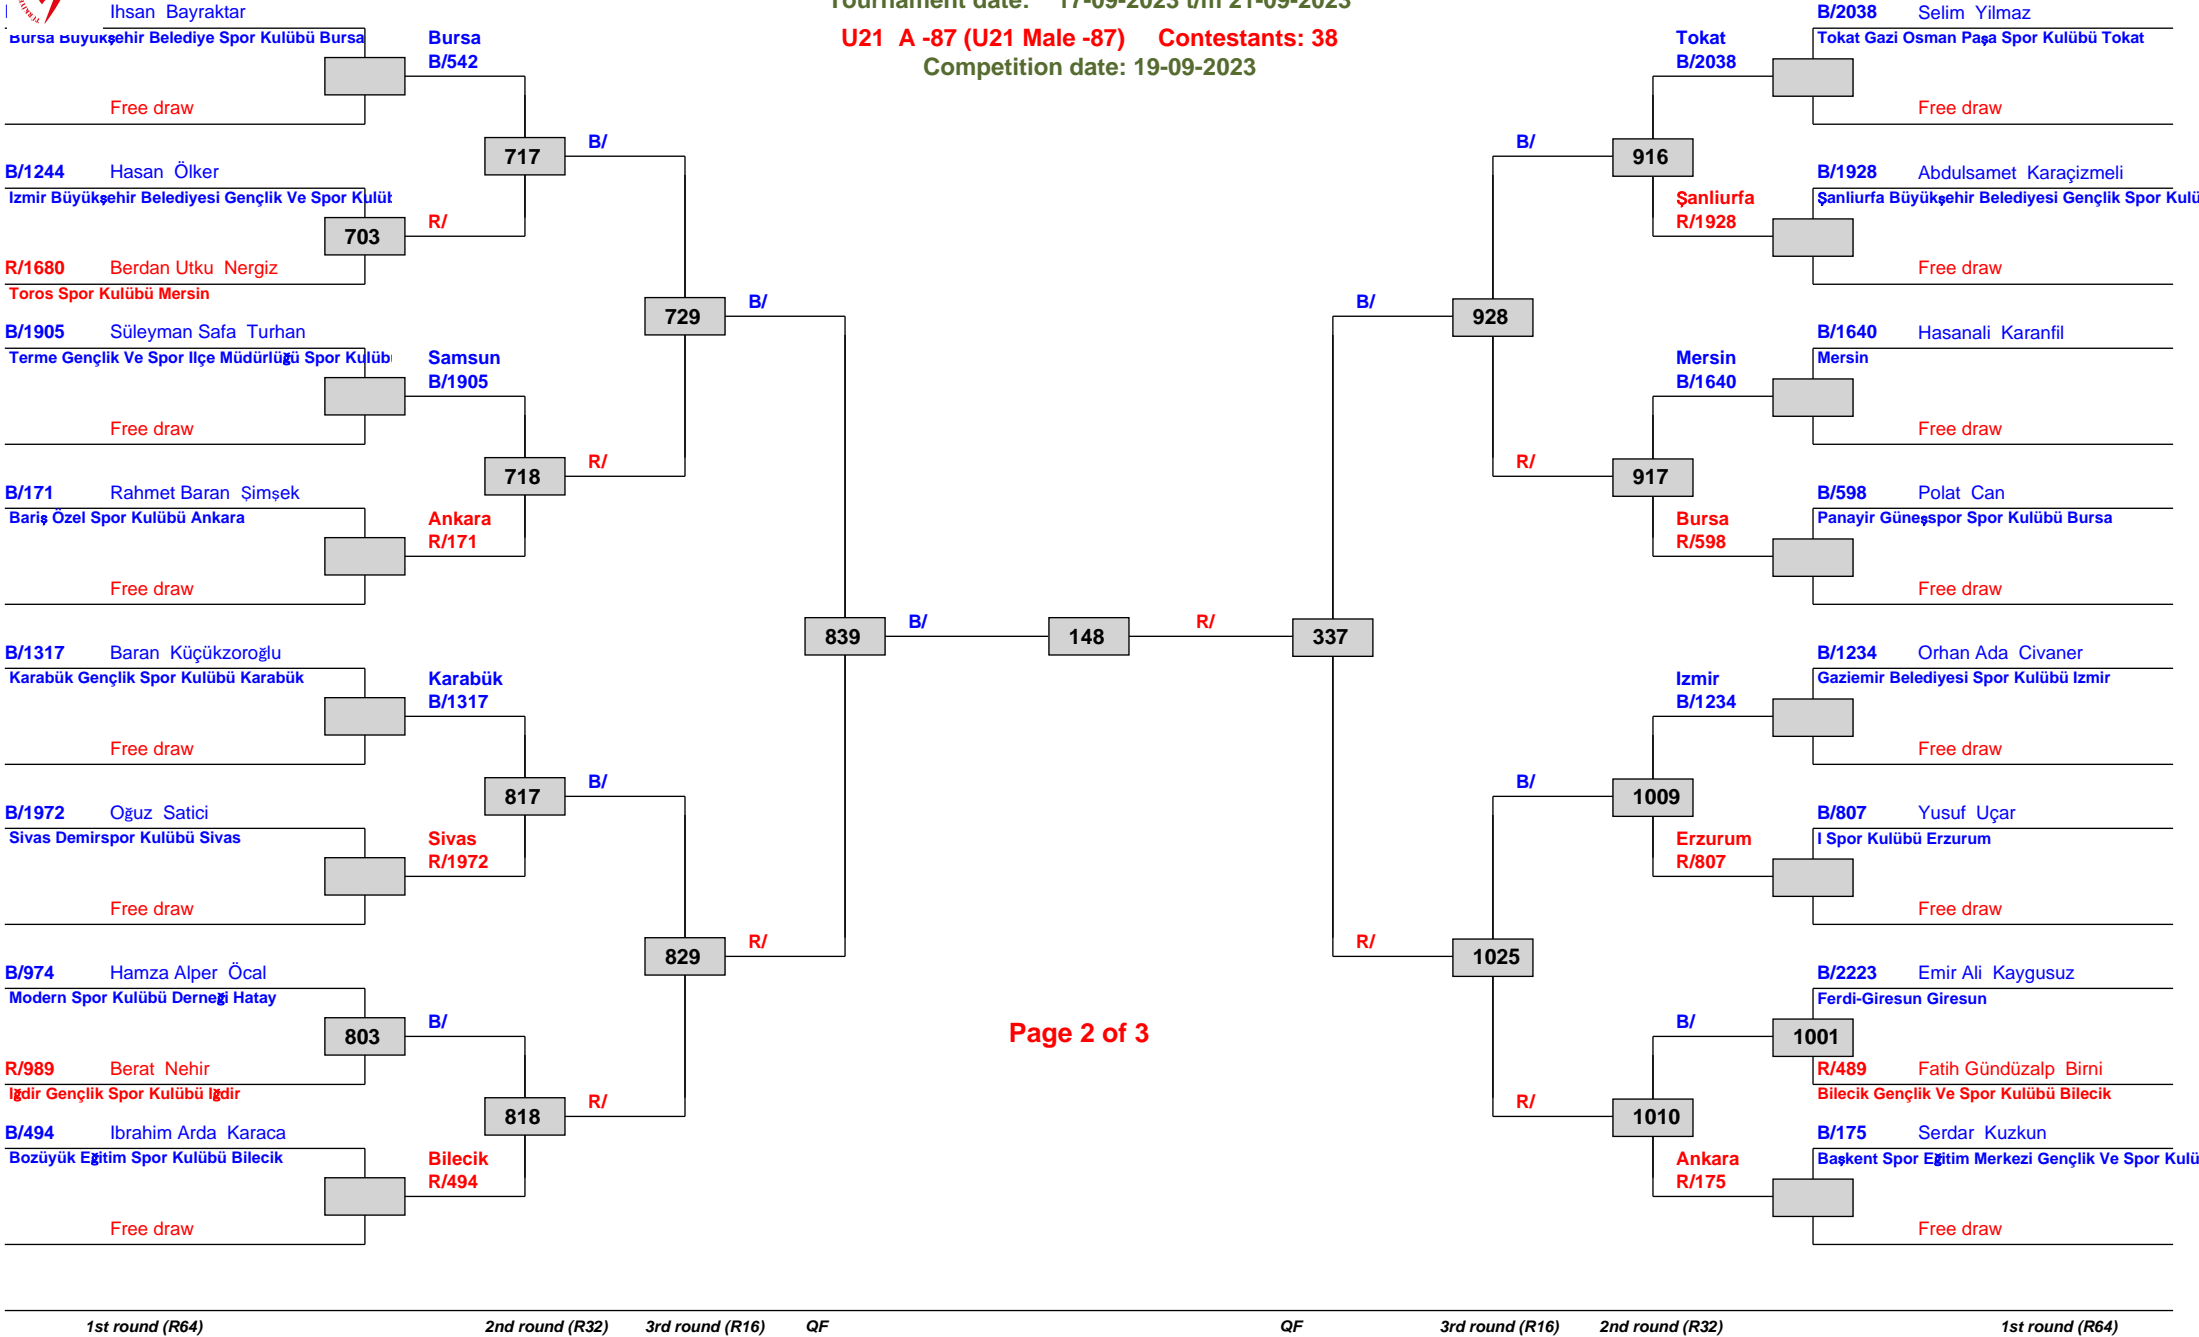 Ihsan Bayraktar
Bursa Büyükşehir Belediye Spor Kulübü Bursa
Free draw
Bursa
B/542
B/1244 Hasan Ölker
Izmir Büyükşehir Belediyesi Gençlik Ve Spor
703
R/
R/1680 Berdan Utku Nergiz
Toros Spor Kulübü Mersin
717
B/
B/1905 Süleyman Safa Turhan
Terme Gençlik Ve Spor Ilçe Müdürlüğü Spor
Free draw
Samsun
B/1905
B/171 Rahmet Baran Şimşek
Bariş Özel Spor Kulübü Ankara
Free draw
Ankara
R/171
718
R/
729
B/
B/1317 Baran Küçükzoroğlu
Karabük Gençlik Spor Kulübü Karabük
Free draw
Karabük
B/1317
B/1972 Oğuz Satici
Sivas Demirspor Kulübü Sivas
Free draw
Sivas
R/1972
817
B/
B/974 Hamza Alper Öcal
Modern Spor Kulübü Derneği Hatay
803
B/
R/989 Berat Nehir
Iğdir Gençlik Spor Kulübü Iğdir
B/494 Ibrahim Arda Karaca
Bozüyük Eğitim Spor Kulübü Bilecik
Free draw
Bilecik
R/494
818
R/
829
R/
839
B/
Tournament date: 17-09-2023 t/m 21-09-2023
U21 A -87 (U21 Male -87) Contestants: 38
Competition date: 19-09-2023
148
Page 2 of 3
R/
337
B/
928
B/
916
Tokat
B/2038
B/2038 Selim Yilmaz
Tokat Gazi Osman Paşa Spor Kulübü Tokat
Free draw
Şanliurfa
R/1928
B/1928 Abdulsamet Karaçizmeli
Şanliurfa Büyükşehir Belediyesi Gençlik Spor
Free draw
R/
917
Mersin
B/1640
B/1640 Hasanali Karanfil
Mersin
Free draw
Bursa
R/598
B/598 Polat Can
Panayir Güneşspor Spor Kulübü Bursa
Free draw
R/
1025
B/
1009
Izmir
B/1234
B/1234 Orhan Ada Civaner
Gaziemir Belediyesi Spor Kulübü Izmir
Free draw
Erzurum
R/807
B/807 Yusuf Uçar
I Spor Kulübü Erzurum
Free draw
R/
1010
B/
1001
B/2223 Emir Ali Kaygusuz
Ferdi-Giresun Giresun
R/489 Fatih Gündüzalp Birni
Bilecik Gençlik Ve Spor Kulübü Bilecik
Ankara
R/175
B/175 Serdar Kuzkun
Başkent Spor Eğitim Merkezi Gençlik Ve Spor
Free draw
1st round (R64) 2nd round (R32) 3rd round (R16) QF QF 3rd round (R16) 2nd round (R32) 1st round (R64)